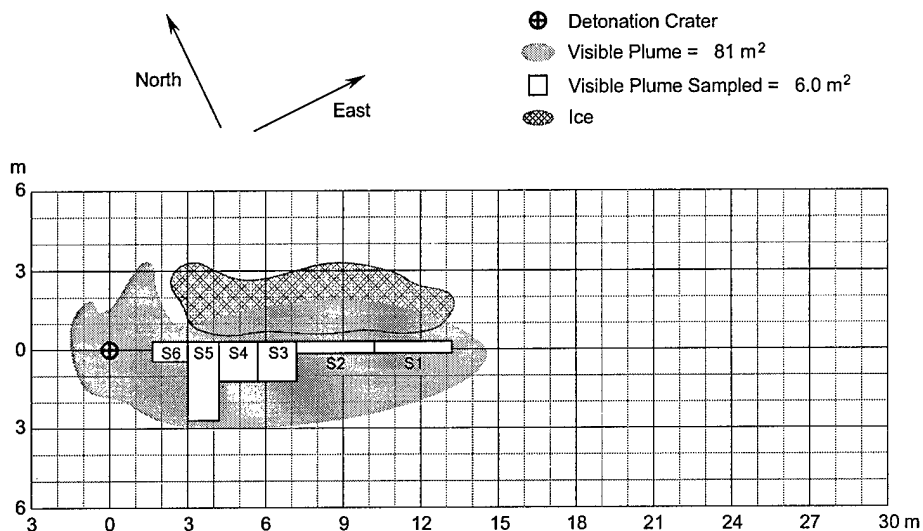 North
East
Detonation Crater
Visible Plume = 81 m²
Visible Plume Sampled = 6.0 m²
Ice
m
6
3
0
3
6
S6 S5 S4 S3 S2 S1
3 0 3 6 9 12 15 18 21 24 27 30 m